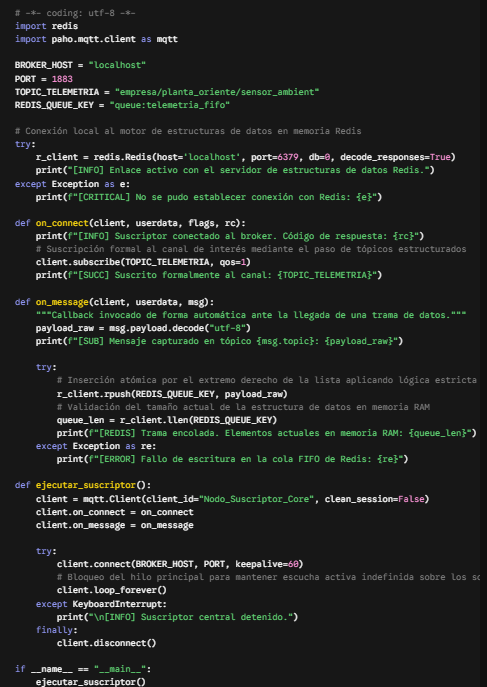 # -*- coding: utf-8 -*-
import redis
import paho.mqtt.client as mqtt

BROKER_HOST = "localhost"
PORT = 1883
TOPIC_TELEMETRIA = "empresa/planta_oriente/sensor_ambient"
REDIS_QUEUE_KEY = "queue:telemetria_fifo"

# Conexión local al motor de estructuras de datos en memoria Redis
try:
    r_client = redis.Redis(host='localhost', port=6379, db=0, decode_responses=True)
    print("[INFO] Enlace activo con el servidor de estructuras de datos Redis.")
except Exception as e:
    print(f"[CRITICAL] No se pudo establecer conexión con Redis: {e}")

def on_connect(client, userdata, flags, rc):
    print(f"[INFO] Suscriptor conectado al broker. Código de respuesta: {rc}")
    # Suscripción formal al canal de interés mediante el paso de tópicos estructurados
    client.subscribe(TOPIC_TELEMETRIA, qos=1)
    print(f"[SUCC] Suscrito formalmente al canal: {TOPIC_TELEMETRIA}")

def on_message(client, userdata, msg):
    """Callback invocado de forma automática ante la llegada de una trama de datos."""
    payload_raw = msg.payload.decode("utf-8")
    print(f"[SUB] Mensaje capturado en tópico {msg.topic}: {payload_raw}")

    try:
        # Inserción atómica por el extremo derecho de la lista aplicando lógica estricta
        r_client.rpush(REDIS_QUEUE_KEY, payload_raw)
        # Validación del tamaño actual de la estructura de datos en memoria RAM
        queue_len = r_client.llen(REDIS_QUEUE_KEY)
        print(f"[REDIS] Trama encolada. Elementos actuales en memoria RAM: {queue_len}")
    except Exception as re:
        print(f"[ERROR] Fallo de escritura en la cola FIFO de Redis: {re}")

def ejecutar_suscriptor():
    client = mqtt.Client(client_id="Nodo_Suscriptor_Core", clean_session=False)
    client.on_connect = on_connect
    client.on_message = on_message

    try:
        client.connect(BROKER_HOST, PORT, keepalive=60)
        # Bloqueo del hilo principal para mantener escucha activa indefinida sobre los
        client.loop_forever()
    except KeyboardInterrupt:
        print("\n[INFO] Suscriptor central detenido.")
    finally:
        client.disconnect()

if __name__ == "__main__":
    ejecutar_suscriptor()